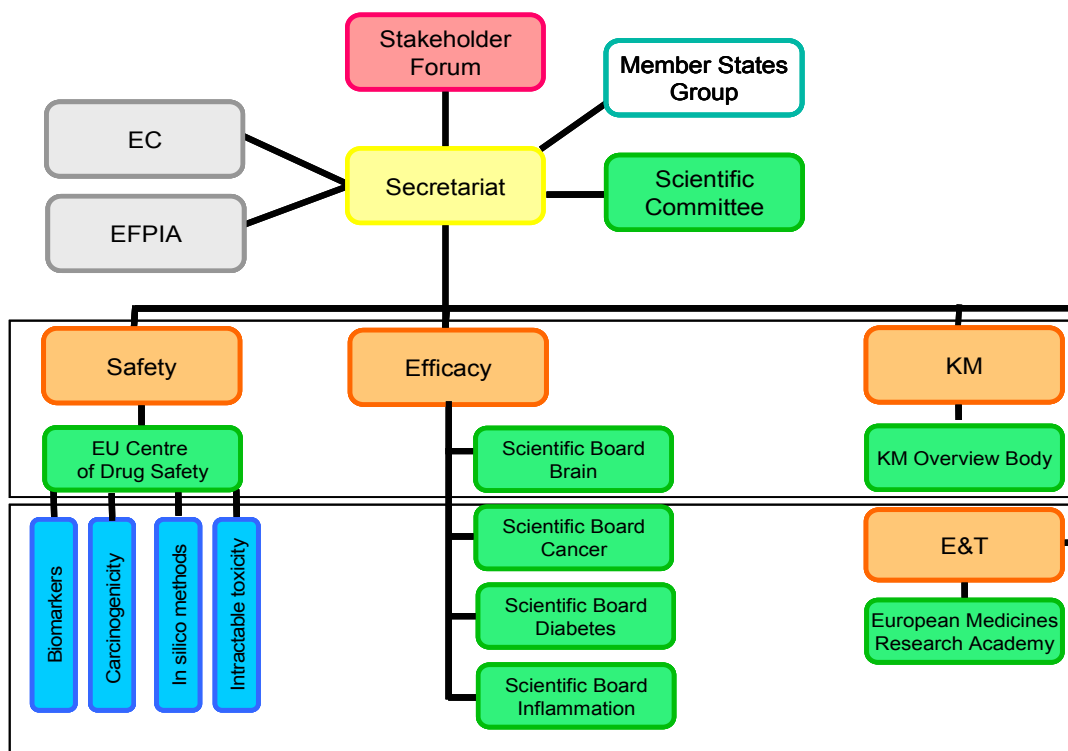 Stakeholder
Forum
Member States
Group
EC
Secretariat
Scientific
Committee
EFPIA
Safety
Efficacy
KM
EU Centre
of Drug Safety
Scientific Board
Brain
KM Overview Body
Biomarkers
Carcinogenicity
In silico methods
Intractable toxicity
Scientific Board
Cancer
E&T
Scientific Board
Diabetes
European Medicines
Research Academy
Scientific Board
Inflammation